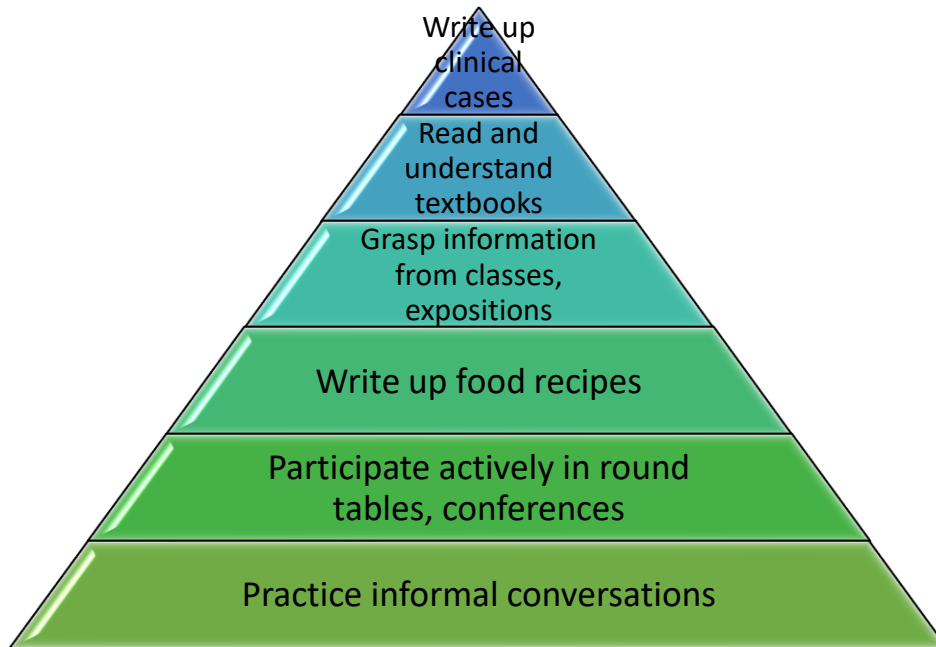 Write up
clinical
cases
Read and
understand
textbooks
Grasp information
from classes,
expositions
Write up food recipes
Participate actively in round
tables, conferences
Practice informal conversations